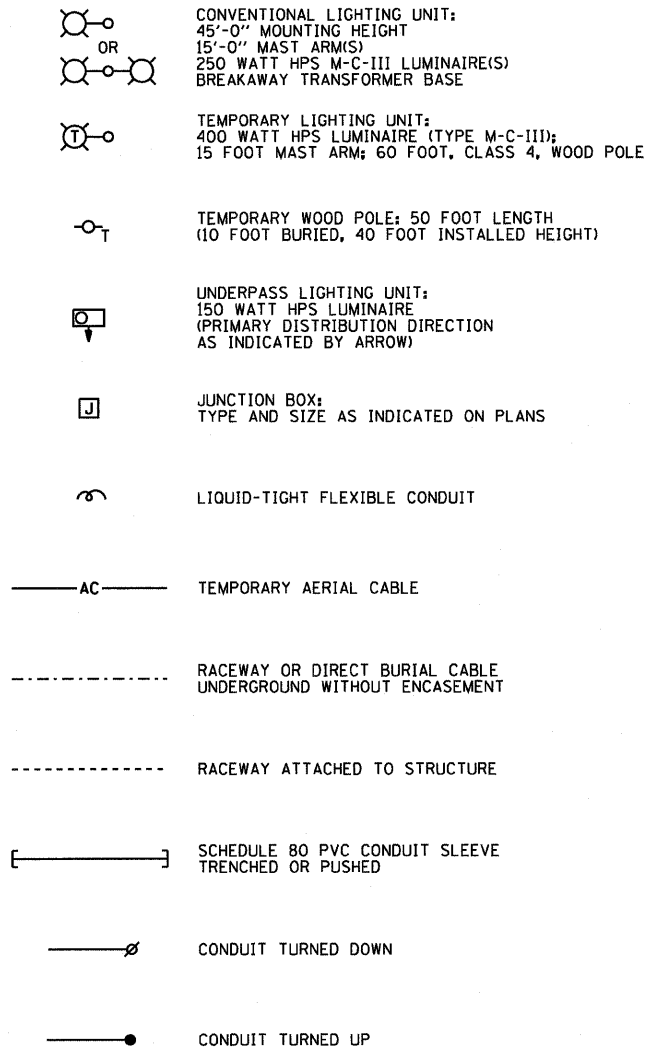 CONVENTIONAL LIGHTING UNIT:
45'-0" MOUNTING HEIGHT
OR
15'-0" MAST ARM(S)
250 WATT HPS M-C-III LUMINAIRE(S)
BREAKAWAY TRANSFORMER BASE
TEMPORARY LIGHTING UNIT:
T
400 WATT HPS LUMINAIRE (TYPE M-C-III);
15 FOOT MAST ARM; 60 FOOT, CLASS 4, WOOD POLE
TEMPORARY WOOD POLE: 50 FOOT LENGTH
T
(10 FOOT BURIED, 40 FOOT INSTALLED HEIGHT)
UNDERPASS LIGHTING UNIT:
150 WATT HPS LUMINAIRE
(PRIMARY DISTRIBUTION DIRECTION
AS INDICATED BY ARROW)
J
JUNCTION BOX:
TYPE AND SIZE AS INDICATED ON PLANS
LIQUID-TIGHT FLEXIBLE CONDUIT
AC
TEMPORARY AERIAL CABLE
RACEWAY OR DIRECT BURIAL CABLE
UNDERGROUND WITHOUT ENCASEMENT
RACEWAY ATTACHED TO STRUCTURE
SCHEDULE 80 PVC CONDUIT SLEEVE
TRENCHED OR PUSHED
CONDUIT TURNED DOWN
CONDUIT TURNED UP